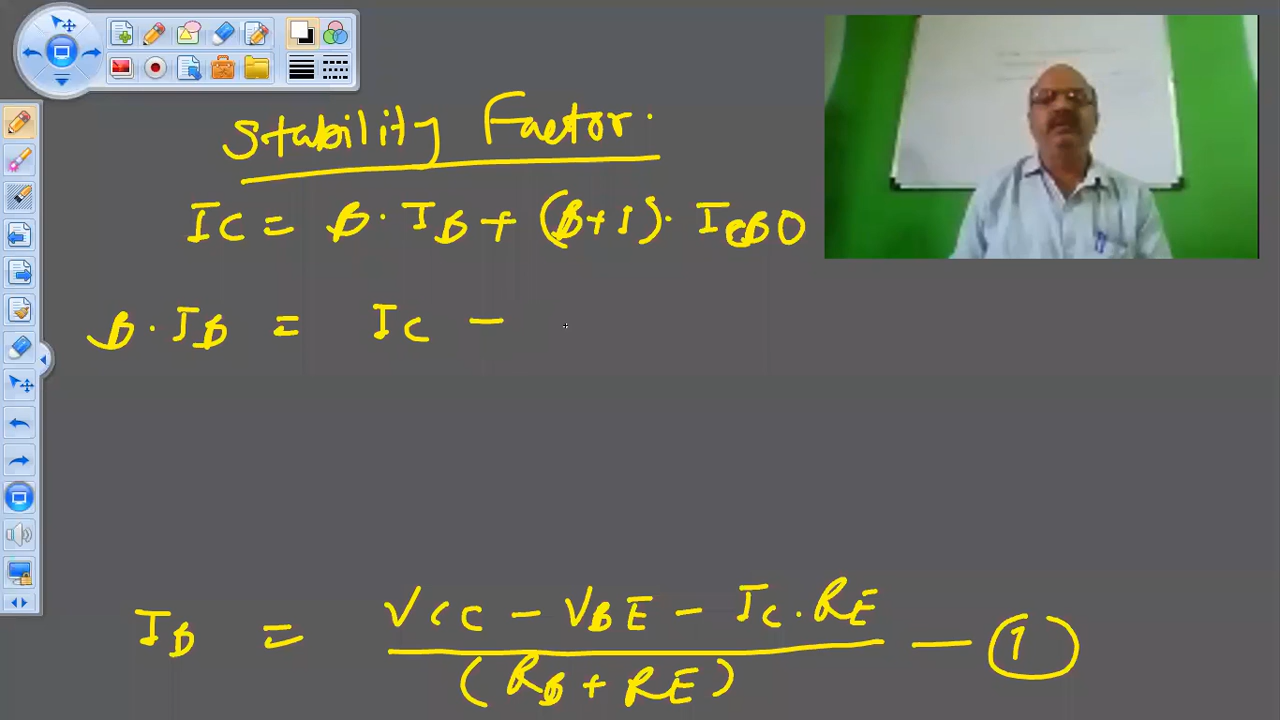 Stability Factor.
IC = β · IB + (β+1) · ICBO
β · IB = IC −
IB = VCC − VBE − IC · RE / (RB + RE) — 1